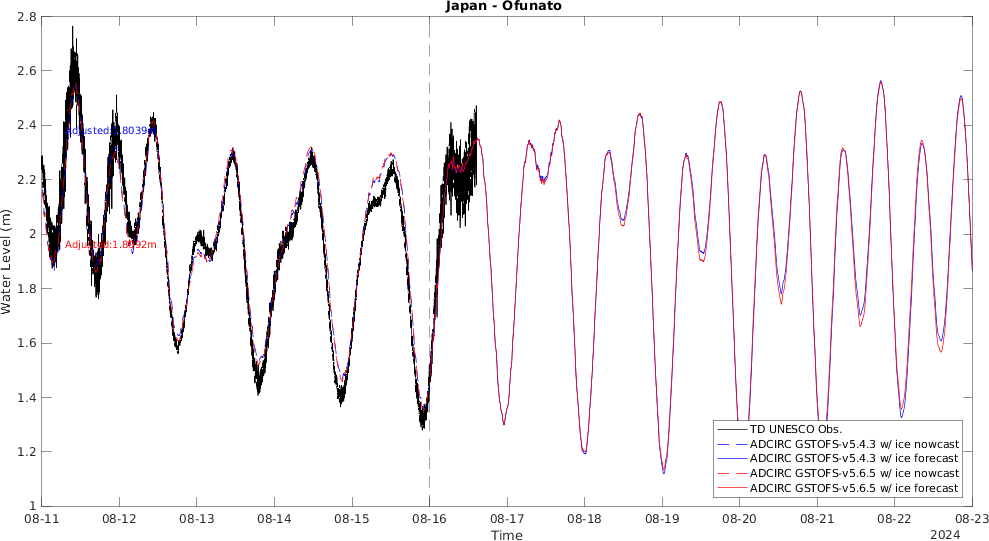 Japan - Ofunato
2.8
2.6
2.4
2.2
2
1.8
1.6
1.4
1.2
1
Water Level (m)
Adjusted:1.8092m
TD UNESCO Obs.
ADCIRC GSTOFS-v5.4.3 w/ ice nowcast
ADCIRC GSTOFS-v5.4.3 w/ ice forecast
ADCIRC GSTOFS-v5.6.5 w/ ice nowcast
ADCIRC GSTOFS-v5.6.5 w/ ice forecast
08-11 08-12 08-13 08-14 08-15 08-16 08-17 08-18 08-19 08-20 08-21 08-22 08-23
Time
2024